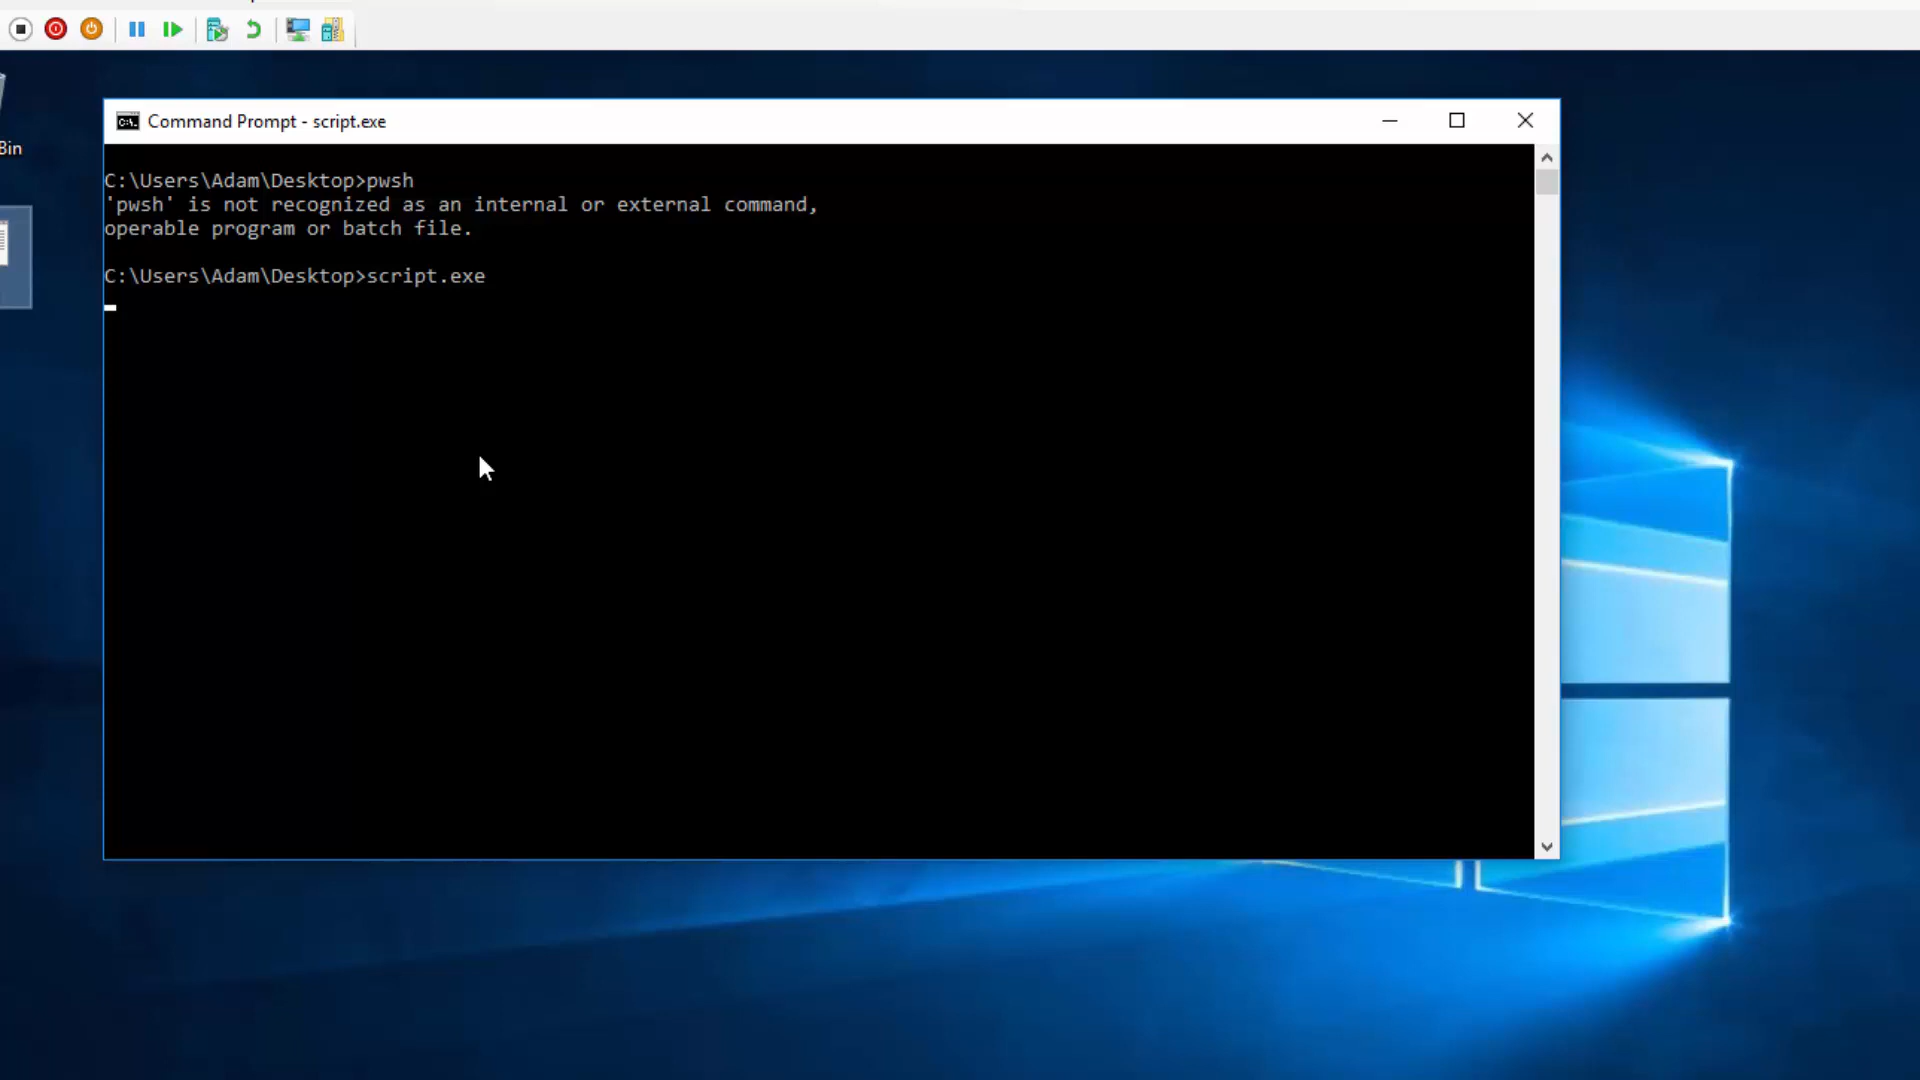 Command Prompt - script.exe
Bin
C:\Users\Adam\Desktop>pwsh
'pwsh' is not recognized as an internal or external command,
operable program or batch file.
C:\Users\Adam\Desktop>script.exe